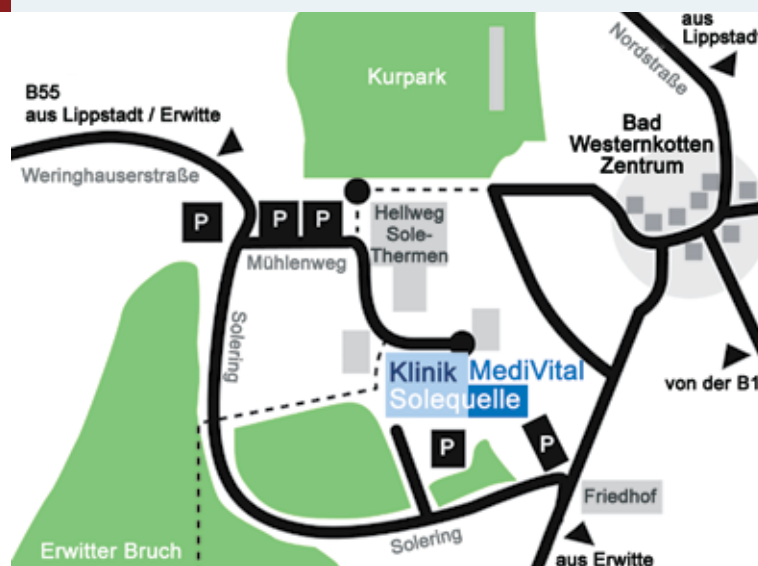 aus
Lippstadt
Nordstraße
Kurpark
B55
aus Lippstadt / Erwitte
Bad
Westernkotten
Zentrum
Weringhauserstraße
P
P
P
Hellweg
Sole-
Thermen
Mühlenweg
Solering
Klinik MediVital
Solequelle
von der B1
P
P
Friedhof
Solering
Erwitter Bruch
aus Erwitte